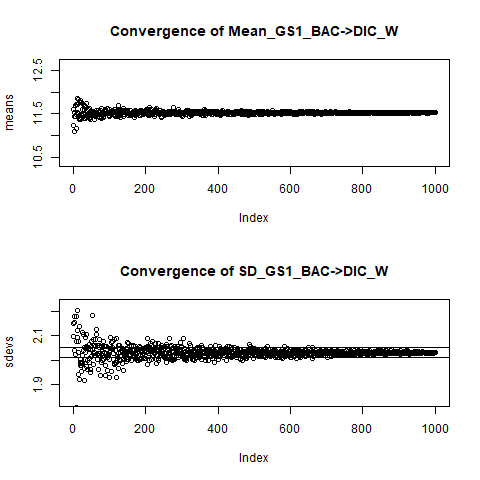 Convergence of Mean_GS1_BAC->DIC_W
means
12.5
11.5
10.5
0 200 400 600 800 1000
Index
Convergence of SD_GS1_BAC->DIC_W
sdevs
2.1
1.9
0 200 400 600 800 1000
Index